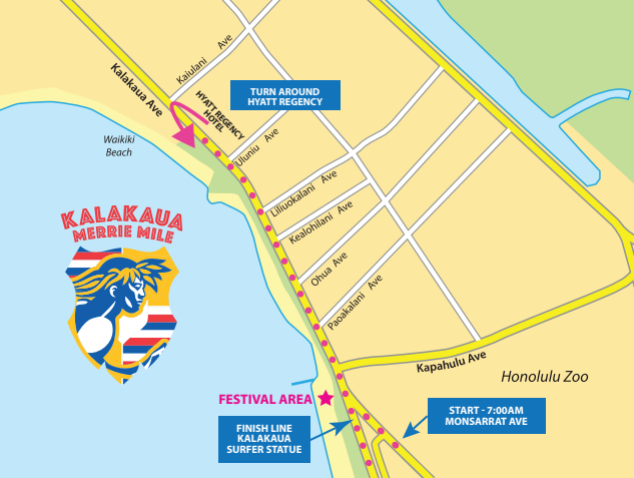 Kaiulani Ave
Kalakaua Ave
TURN AROUND
HYATT REGENCY
HYATT REGENCY
HOTEL
Waikiki
Beach
Uluniu Ave
Liliuokalani Ave
Kealohilani Ave
KALAKAUA
MERRIE MILE
Ohua Ave
Paoakalani Ave
Kapahulu Ave
Honolulu Zoo
FESTIVAL AREA
START - 7:00AM
MONSARRAT AVE
FINISH LINE
KALAKAUA
SURFER STATUE